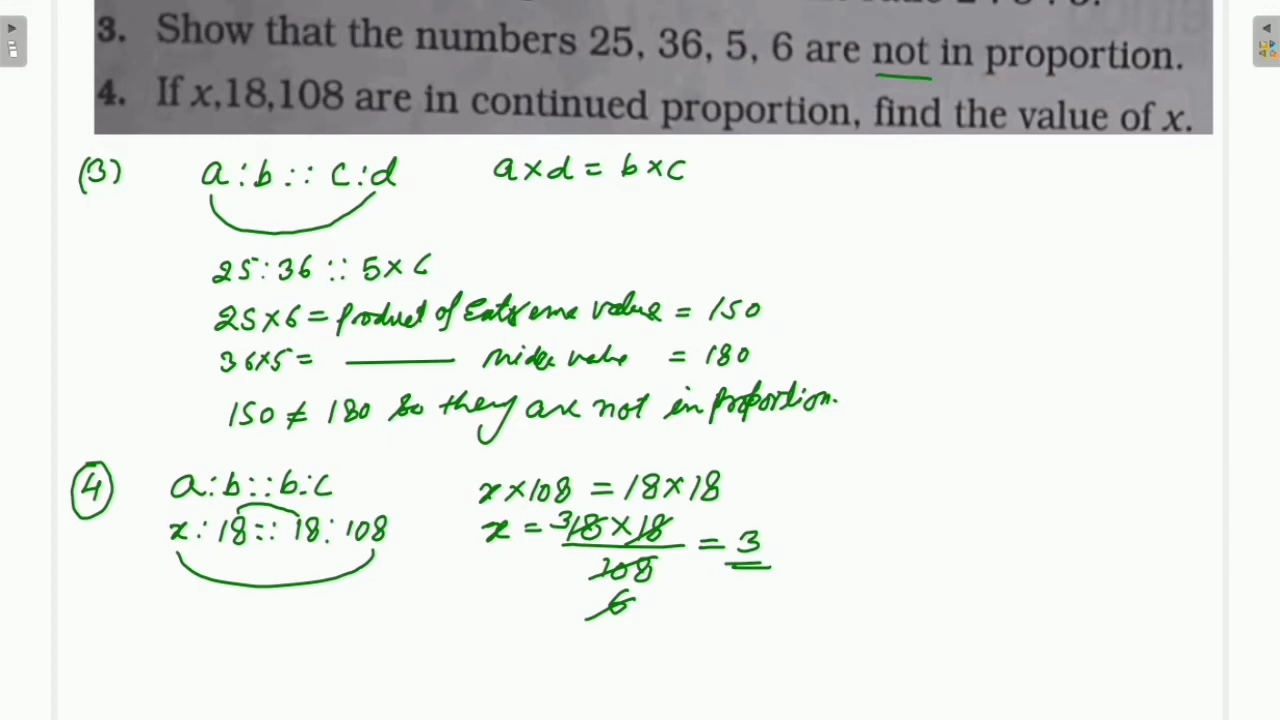 3. Show that the numbers 25, 36, 5, 6 are not in proportion.
4. If x,18,108 are in continued proportion, find the value of x.
(3) a:b :: c:d a×d = b×c
25:36 :: 5×6
25×6 = product of Extreme value = 150
36×5 = value = 180
150 ≠ 180 so they are not in proportion.
4 a:b::b:c x×108 = 18×18
x:18::18:108 x = 3 18×18 / 108 6 = 3